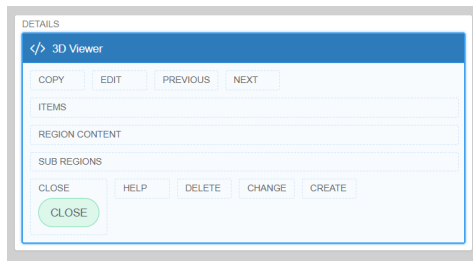 DETAILS
</> 3D Viewer
COPY EDIT PREVIOUS NEXT
ITEMS
REGION CONTENT
SUB REGIONS
CLOSE HELP DELETE CHANGE CREATE
CLOSE